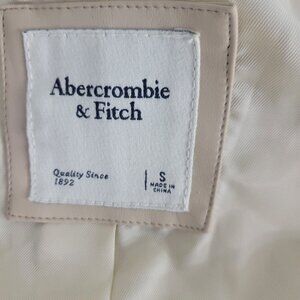 Abercrombie
& Fitch
Quality Since
1892
S
MADE IN
CHINA